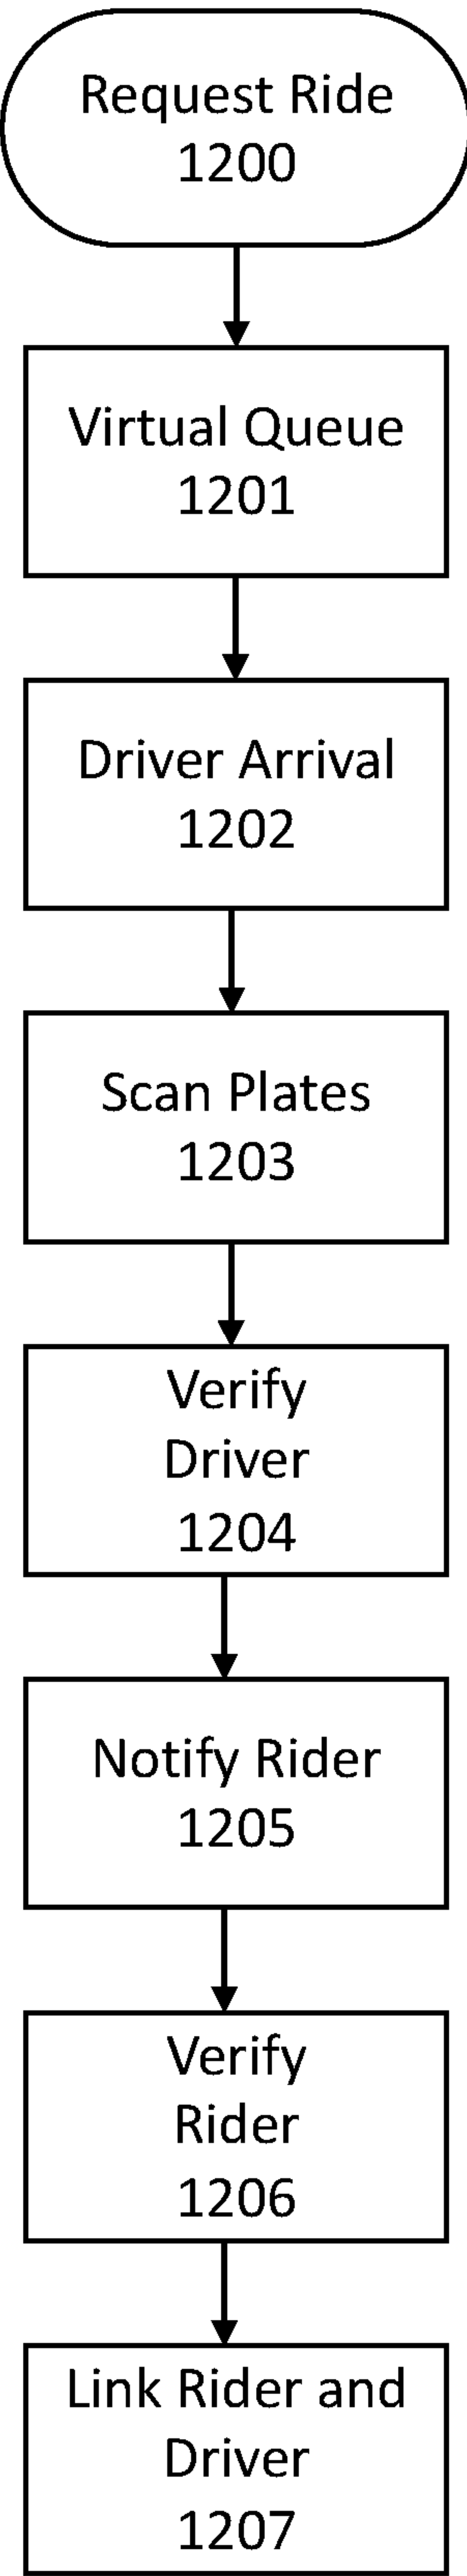 Request Ride
1200
Virtual Queue
1201
Driver Arrival
1202
Scan Plates
1203
Verify
Driver
1204
Notify Rider
1205
Verify
Rider
1206
Link Rider and
Driver
1207